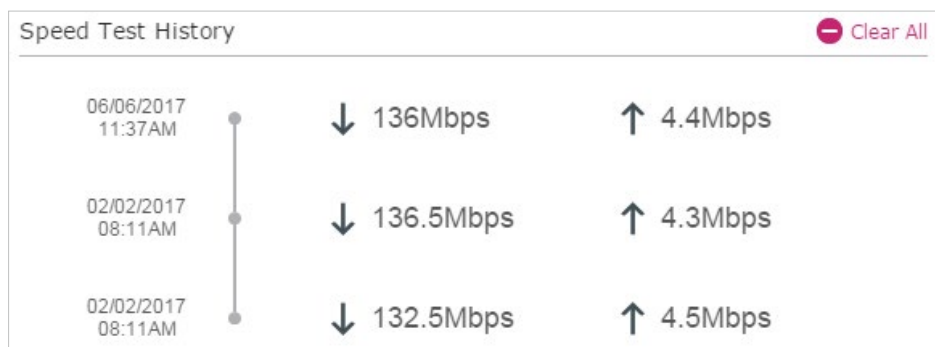 Speed Test History
Clear All
06/06/2017
11:37AM
136Mbps
4.4Mbps
02/02/2017
08:11AM
136.5Mbps
4.3Mbps
02/02/2017
08:11AM
132.5Mbps
4.5Mbps